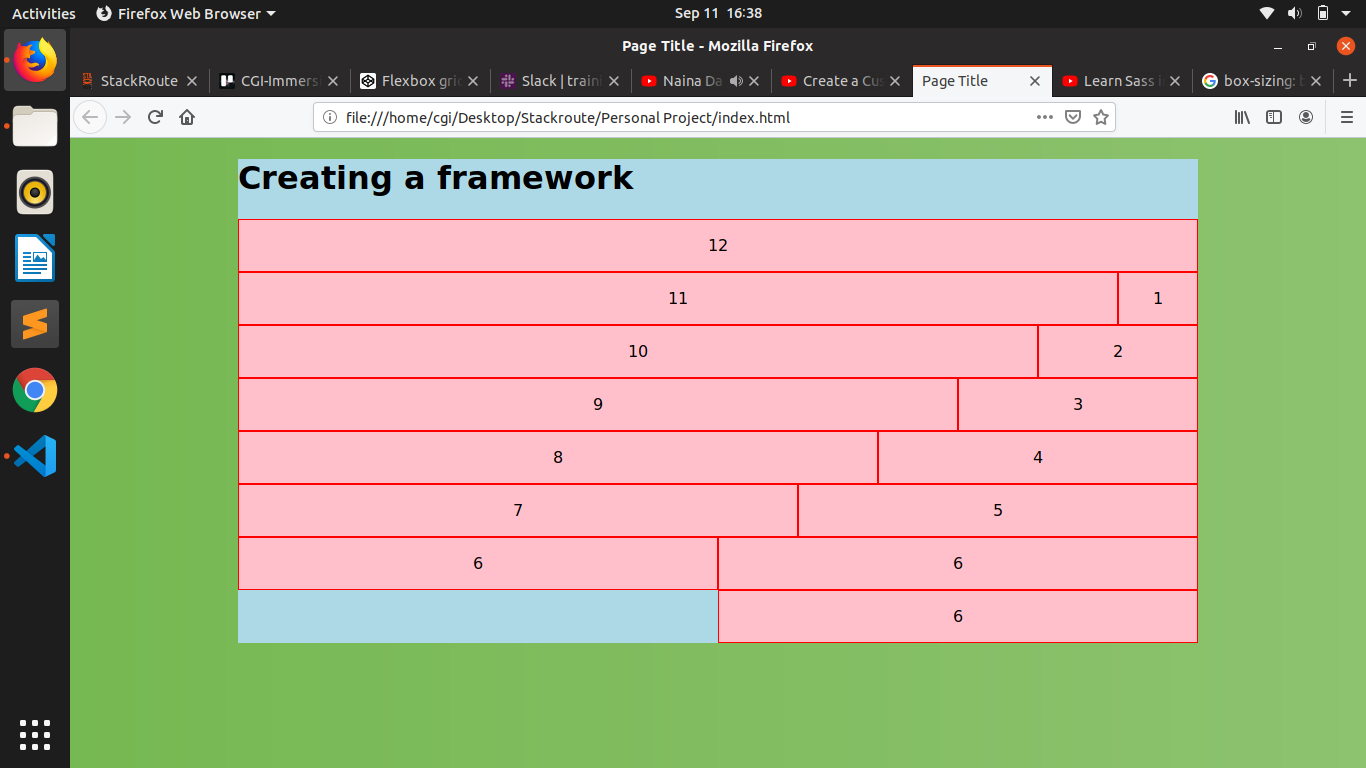 Activities Firefox Web Browser Sep 11 16:38
Page Title - Mozilla Firefox
StackRoute CGI-Immers Flexbox gri Slack | train Naina Da Create a Cus Page Title Learn Sass i box-sizing: b
file:///home/cgi/Desktop/Stackroute/Personal Project/index.html
Creating a framework
12
11 1
10 2
9 3
8 4
7 5
6 6
6